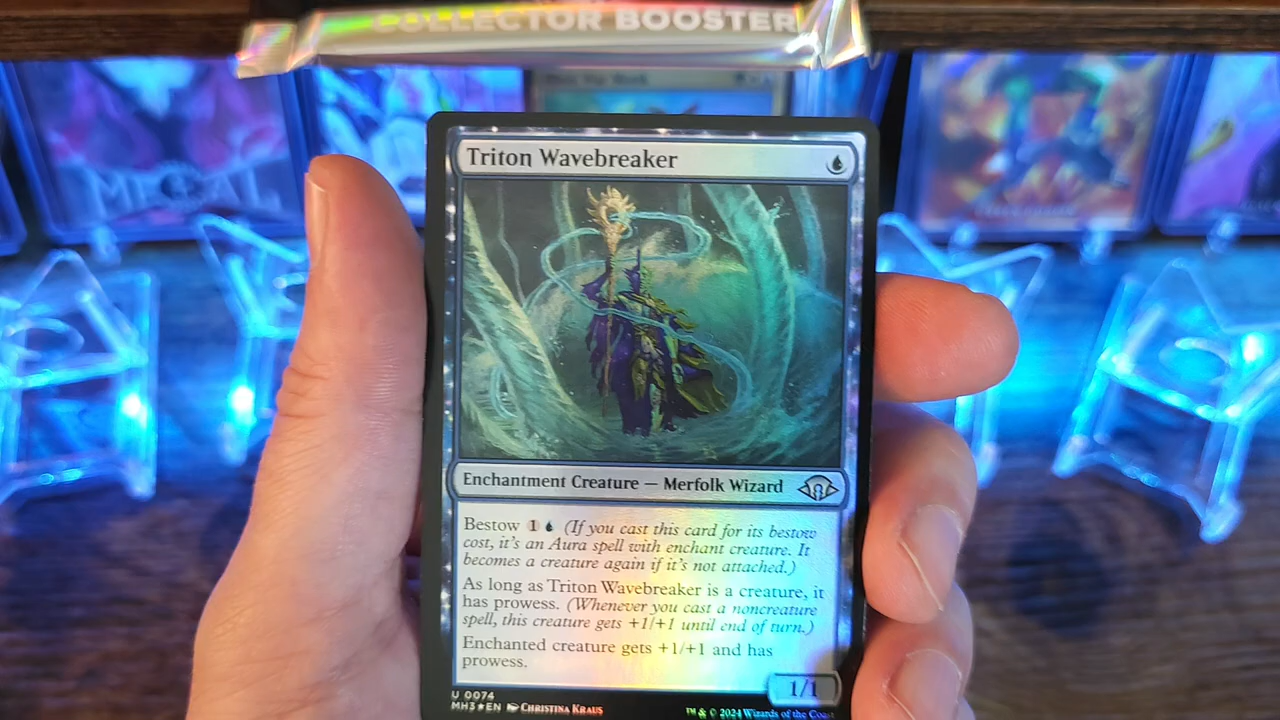 COLLECTOR BOOSTER
Triton Wavebreaker
Enchantment Creature — Merfolk Wizard
Bestow 1 (If you cast this card for its bestow
cost, it's an Aura spell with enchant creature. It
becomes a creature again if it's not attached.)
As long as Triton Wavebreaker is a creature, it
has prowess. (Whenever you cast a noncreature
spell, this creature gets +1/+1 until end of turn.)
Enchanted creature gets +1/+1 and has
prowess.
1/1
U 0074
MH3★EN CHRISTINA KRAUS
™ & © 2024 Wizards of the Coast